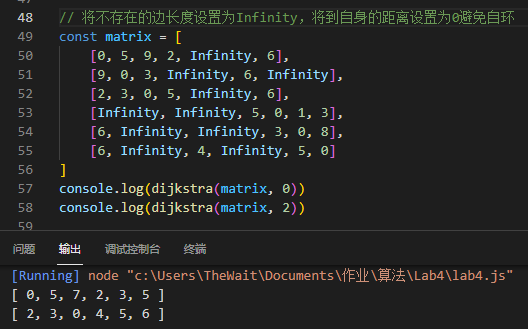 48 // 将不存在的边长度设置为Infinity，将到自身的距离设置为0避免自环
49 const matrix = [
50 [0, 5, 9, 2, Infinity, 6],
51 [9, 0, 3, Infinity, 6, Infinity],
52 [2, 3, 0, 5, Infinity, 6],
53 [Infinity, Infinity, 5, 0, 1, 3],
54 [6, Infinity, Infinity, 3, 0, 8],
55 [6, Infinity, 4, Infinity, 5, 0]
56 ]
57 console.log(dijkstra(matrix, 0))
58 console.log(dijkstra(matrix, 2))
59
问题 输出 调试控制台 终端
[Running] node "c:\Users\TheWait\Documents\作业\算法\Lab4\lab4.js"
[ 0, 5, 7, 2, 3, 5 ]
[ 2, 3, 0, 4, 5, 6 ]